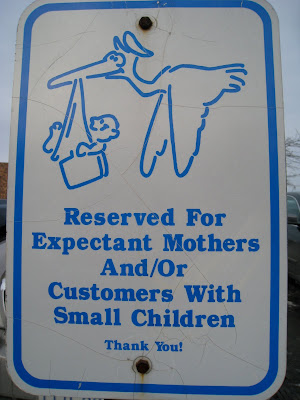 Reserved For
Expectant Mothers
And/Or
Customers With
Small Children
Thank You!